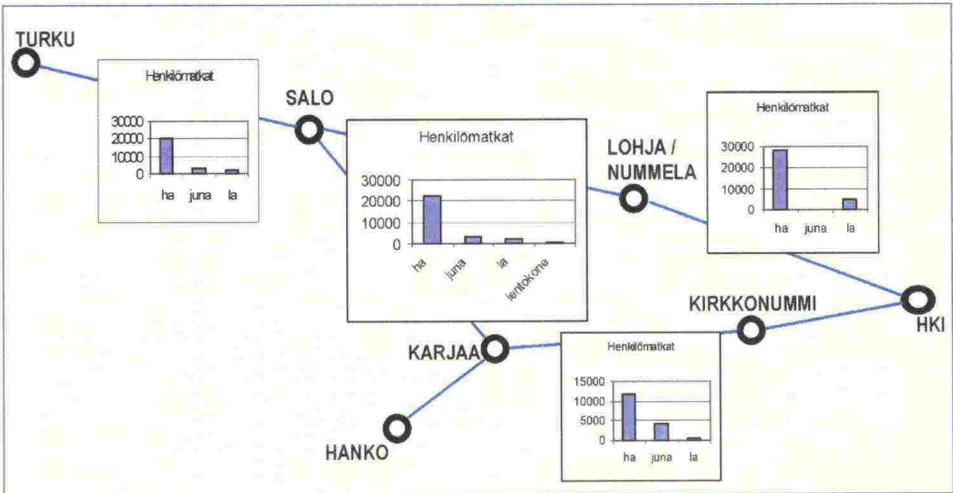 TURKU
Henkilömatkat
30000
20000
10000
0
ha juna la
SALO
Henkilömatkat
30000
20000
10000
0
ha juna la lentokone
LOHJA /
NUMMELA
Henkilömatkat
30000
20000
10000
0
ha juna la
HKI
KIRKKONUMMI
KARJAA
Henkilömatkat
15000
10000
5000
0
ha juna la
HANKO